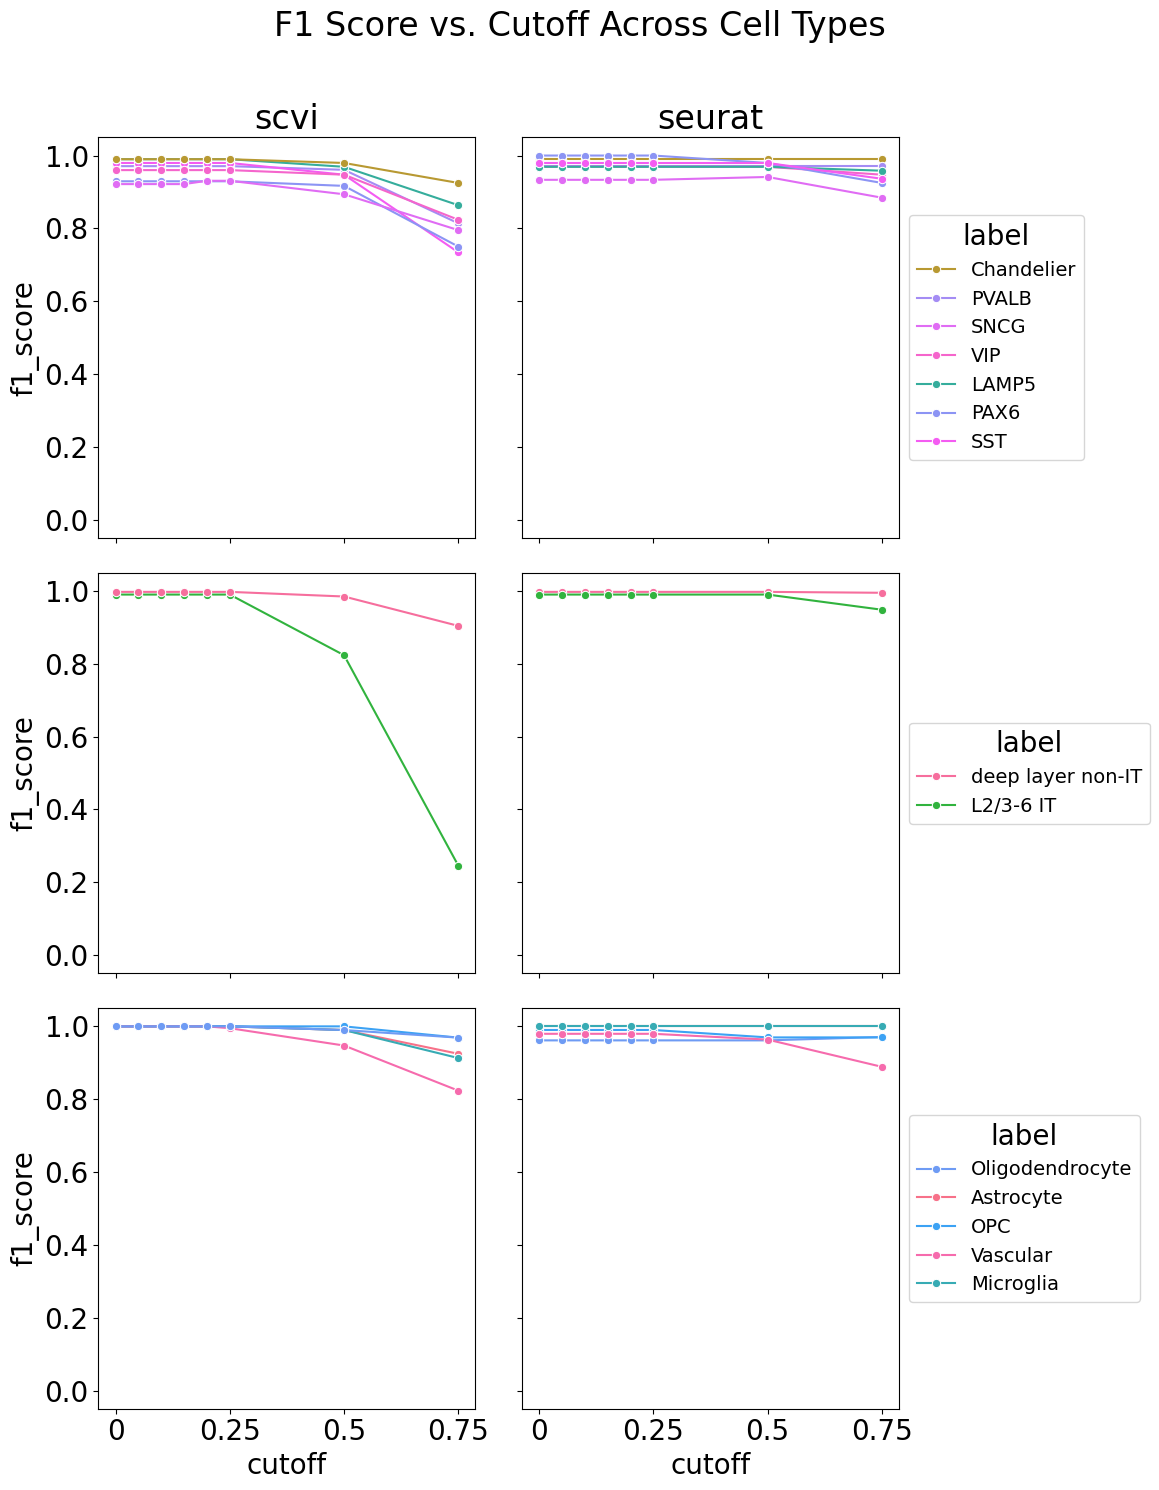 F1 Score vs. Cutoff Across Cell Types
scvi
seurat
1.0
0.8
0.6
0.4
0.2
0.0
f1_score
label
Chandelier
PVALB
SNCG
VIP
LAMP5
PAX6
SST
1.0
0.8
0.6
0.4
0.2
0.0
f1_score
label
deep layer non-IT
L2/3-6 IT
1.0
0.8
0.6
0.4
0.2
0.0
f1_score
label
Oligodendrocyte
Astrocyte
OPC
Vascular
Microglia
0 0.25 0.5 0.75
cutoff
0 0.25 0.5 0.75
cutoff